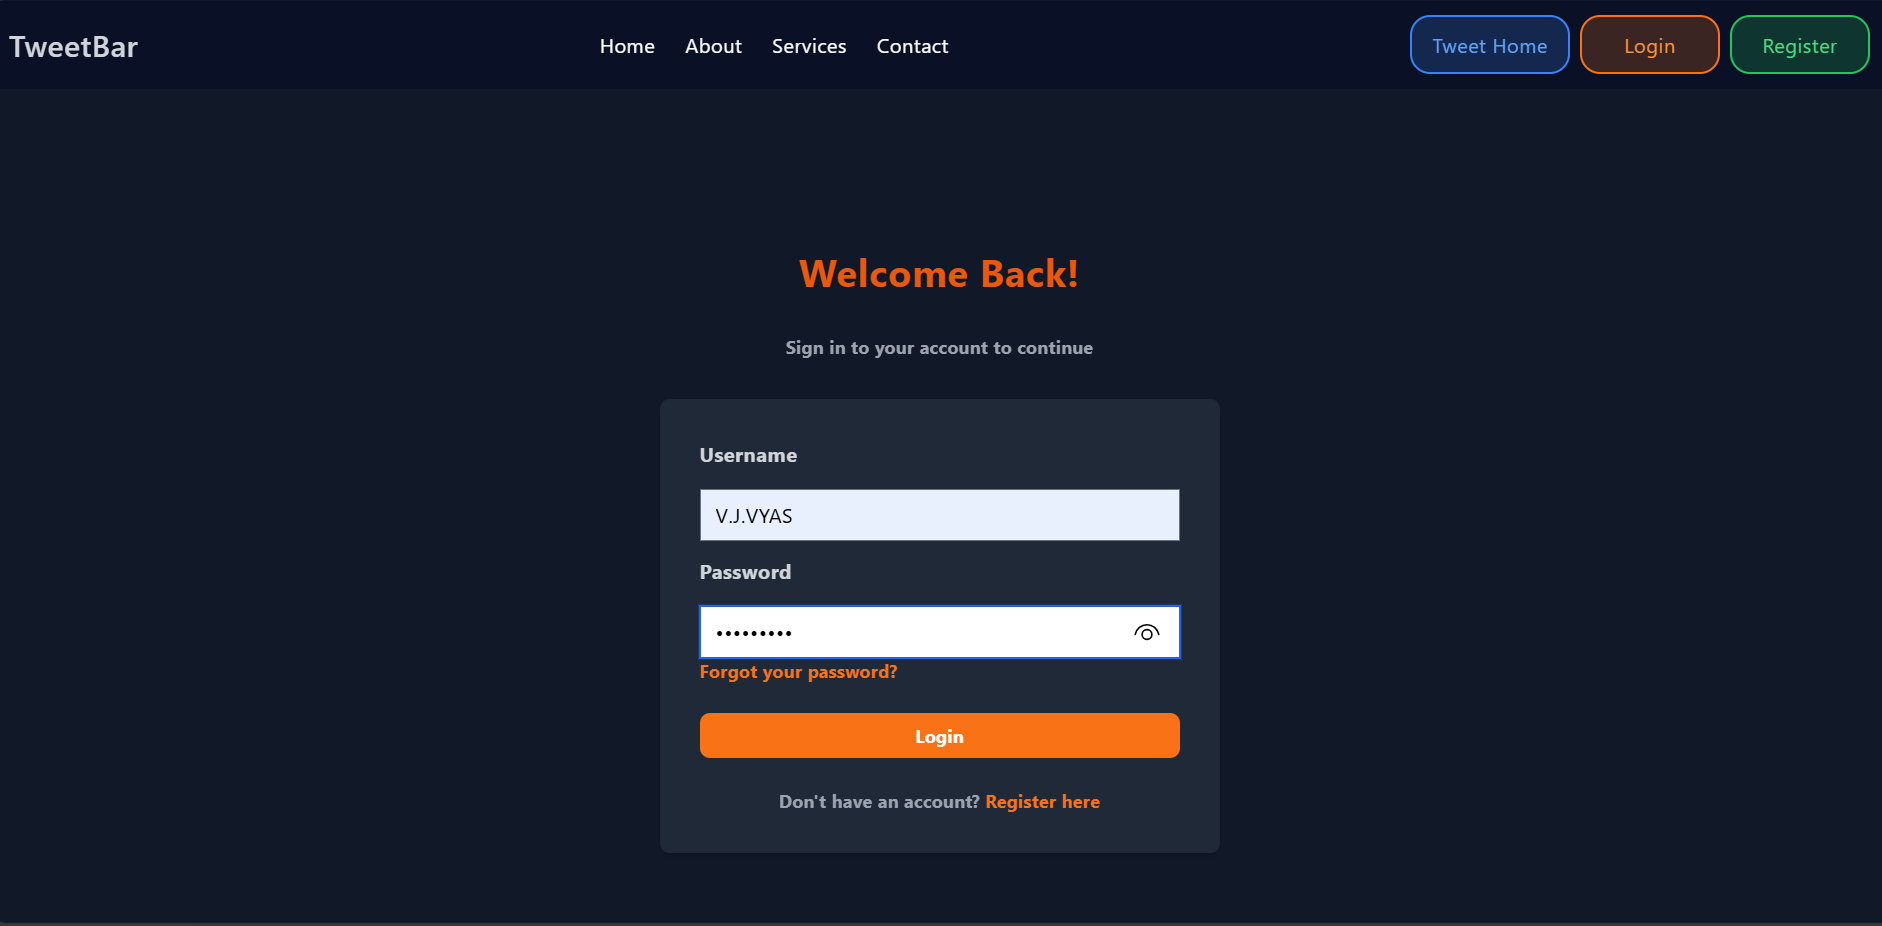 TweetBar Home About Services Contact Tweet Home Login Register
Welcome Back!
Sign in to your account to continue
Username
V.J.VYAS
Password
•••••••••
Forgot your password?
Login
Don't have an account? Register here